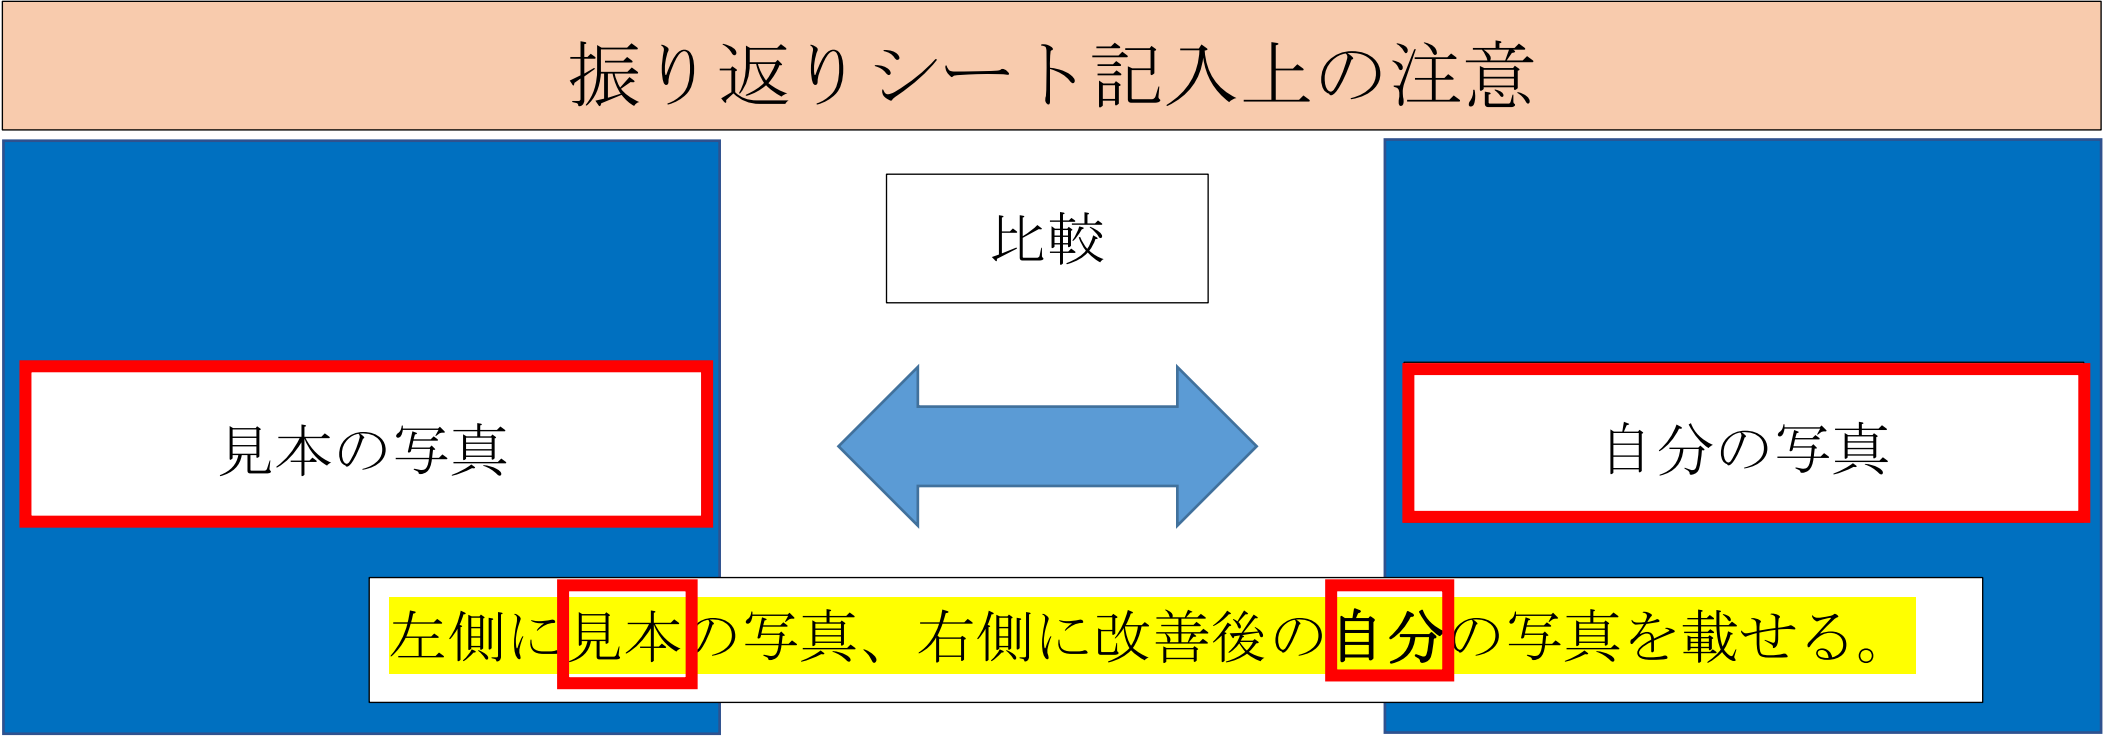 振り返りシート記入上の注意
比較
見本の写真
自分の写真
左側に見本の写真、右側に改善後の自分の写真を載せる。